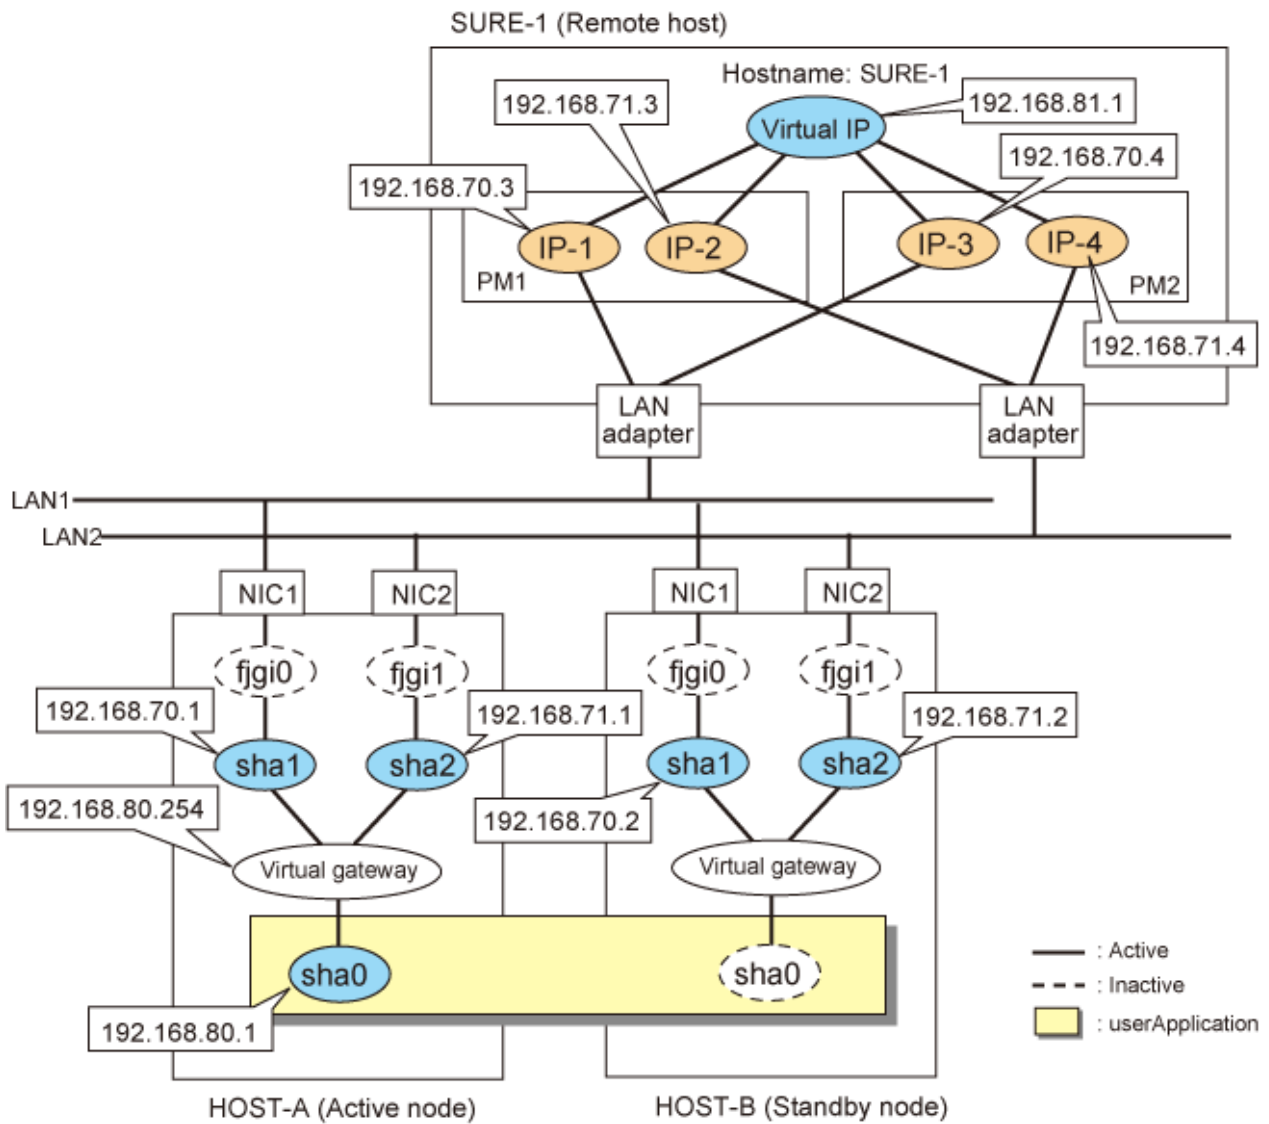 SURE-1 (Remote host)
Hostname: SURE-1
192.168.71.3
192.168.81.1
Virtual IP
192.168.70.4
192.168.70.3
IP-1
IP-2
IP-3
IP-4
PM1
PM2
192.168.71.4
LAN
adapter
LAN
adapter
LAN1
LAN2
NIC1
NIC2
NIC1
NIC2
fjgi0
fjgi1
fjgi0
fjgi1
192.168.70.1
192.168.71.1
192.168.71.2
sha1
sha2
sha1
sha2
192.168.80.254
192.168.70.2
Virtual gateway
Virtual gateway
sha0
sha0
192.168.80.1
: Active
: Inactive
: userApplication
HOST-A (Active node)
HOST-B (Standby node)